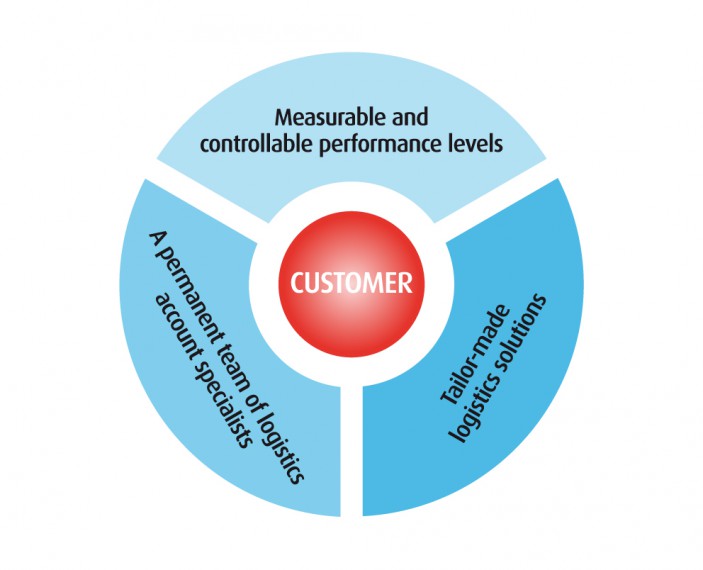 Measurable and
controllable performance levels
CUSTOMER
A permanent team of logistics
account specialists
Tailor-made
logistics solutions